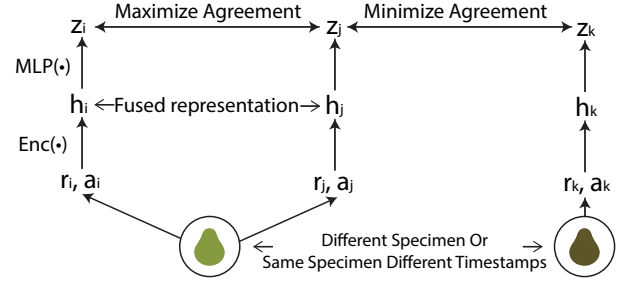 Maximize Agreement Minimize Agreement
zi zj zk
MLP(•)
hi Fused representation hj hk
Enc(•)
ri, ai rj, aj rk, ak
Different Specimen Or
Same Specimen Different Timestamps